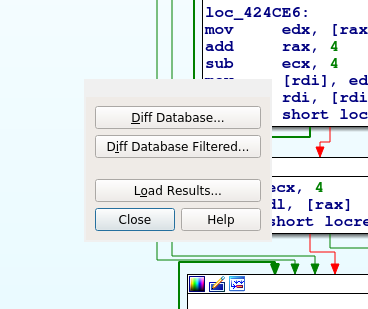 loc_424CE6:
mov edx, [rax
add rax, 4
sub ecx, 4
[rdi], ed
rdi, [rdi
short loc
Diff Database...
Diff Database Filtered...
Load Results...
Close Help
ecx, 4
dl, [rax]
short locre